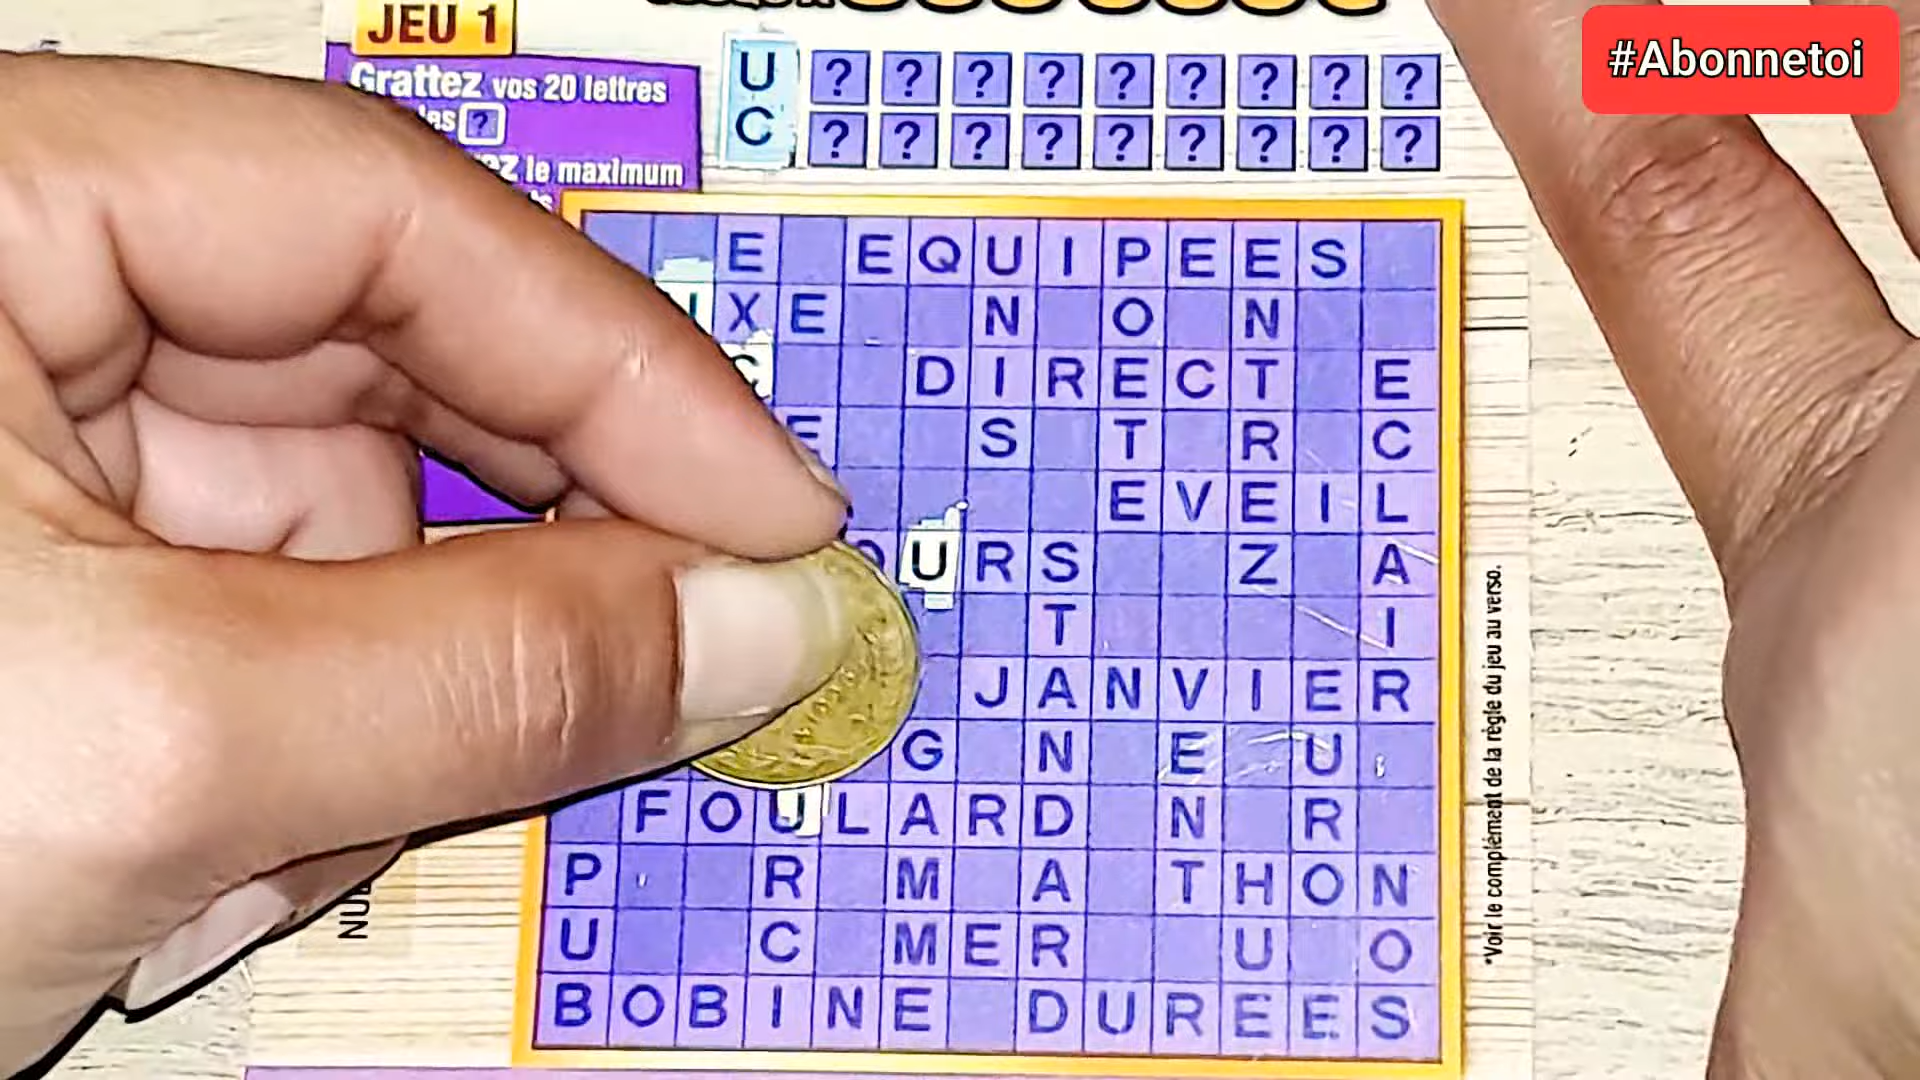 JEU 1
#Abonnetoi
Grattez vos 20 lettres
?
le maximum
U ? ? ? ? ? ? ? ? ?
C ? ? ? ? ? ? ? ? ?
E EQUIPEES
XE N O N
C DIRECT E
E S T R C
EVEIL
OURS Z A
T I
JANVIER
G N E U
FOULARD N R
P R M A THON
U C MER U O
BOBINE DUREES
*Voir le complément de la règle du jeu au verso.